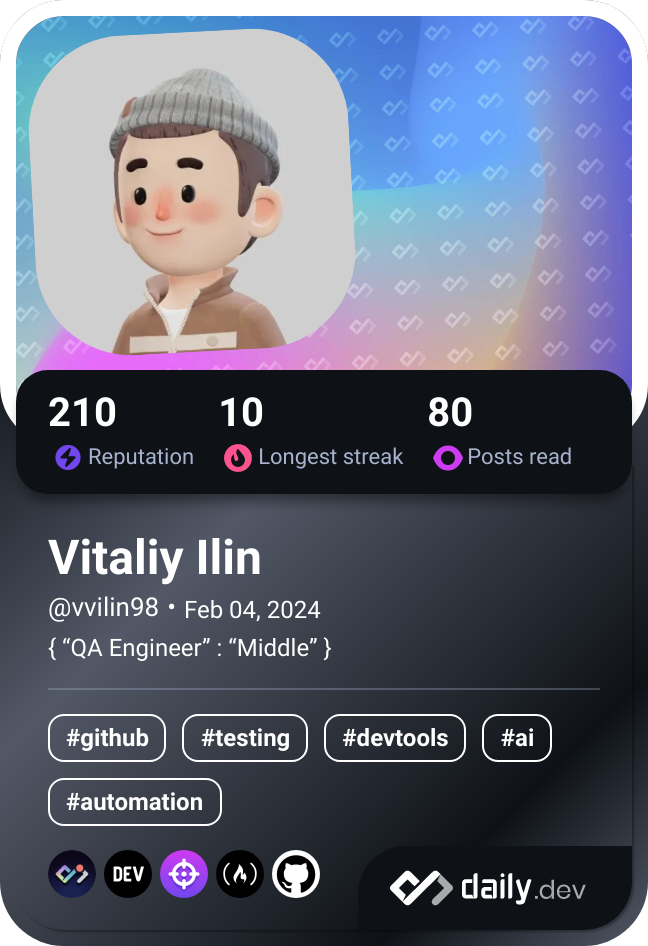 210 10 80
Reputation Longest streak Posts read
Vitaliy Ilin
@vvilin98 • Feb 04, 2024
{ “QA Engineer” : “Middle” }
#github #testing #devtools #ai
#automation
DEV
daily.dev